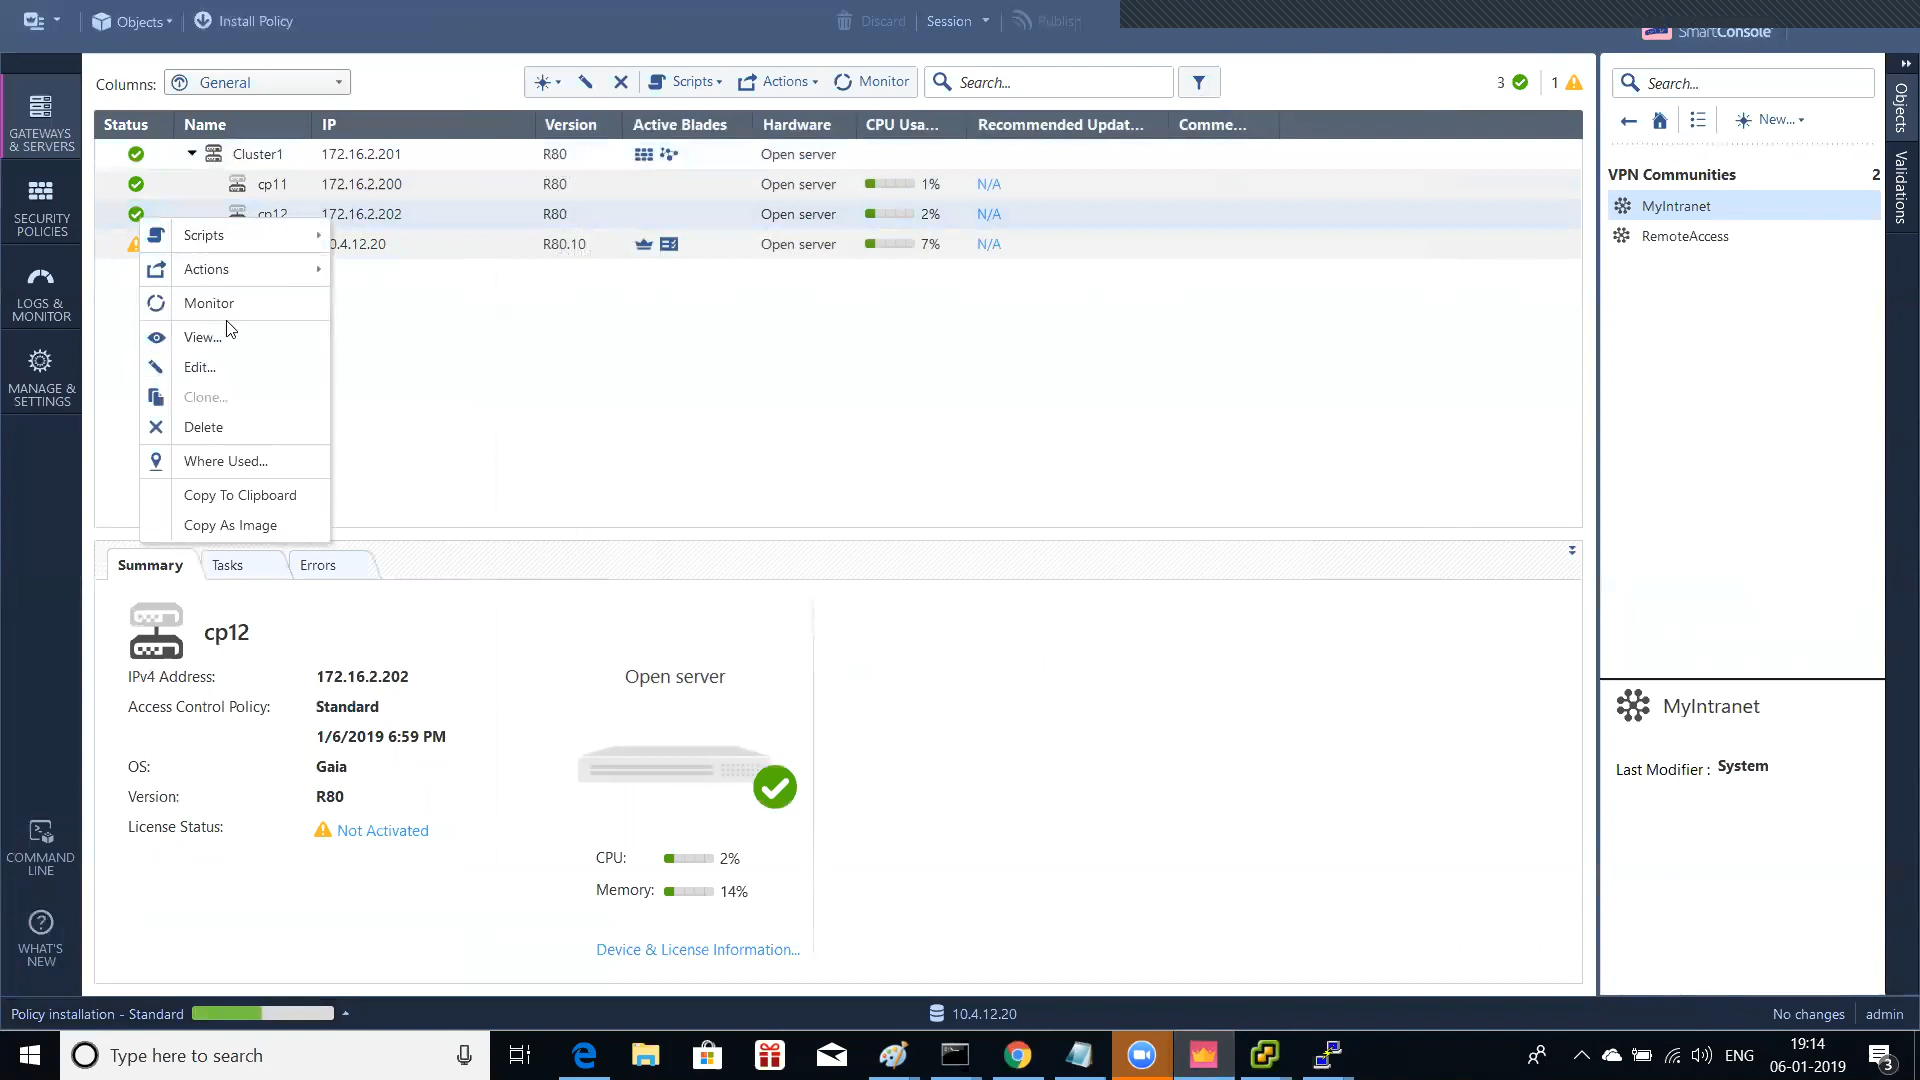 Objects
Install Policy
Discard
Session
Publish
SmartConsole
Columns:
General
Scripts
Actions
Monitor
Search...
3
1
Status Name IP Version Active Blades Hardware CPU Usa... Recommended Updat... Comme...
Cluster1 172.16.2.201 R80 Open server
cp11 172.16.2.200 R80 Open server 1% N/A
cp12 172.16.2.202 R80 Open server 2% N/A
0.4.12.20 R80.10 Open server 7% N/A
GATEWAYS
& SERVERS
SECURITY
POLICIES
LOGS &
MONITOR
MANAGE &
SETTINGS
COMMAND
LINE
WHAT'S
NEW
Scripts
Actions
Monitor
View...
Edit...
Clone...
Delete
Where Used...
Copy To Clipboard
Copy As Image
Summary
Tasks
Errors
cp12
IPv4 Address: 172.16.2.202
Access Control Policy: Standard
1/6/2019 6:59 PM
OS: Gaia
Version: R80
License Status: Not Activated
Open server
CPU: 2%
Memory: 14%
Device & License Information...
Search...
New...
VPN Communities 2
MyIntranet
RemoteAccess
Objects
Validations
MyIntranet
Last Modifier : System
Policy installation - Standard
10.4.12.20
No changes
admin
Type here to search
ENG
19:14
06-01-2019
3